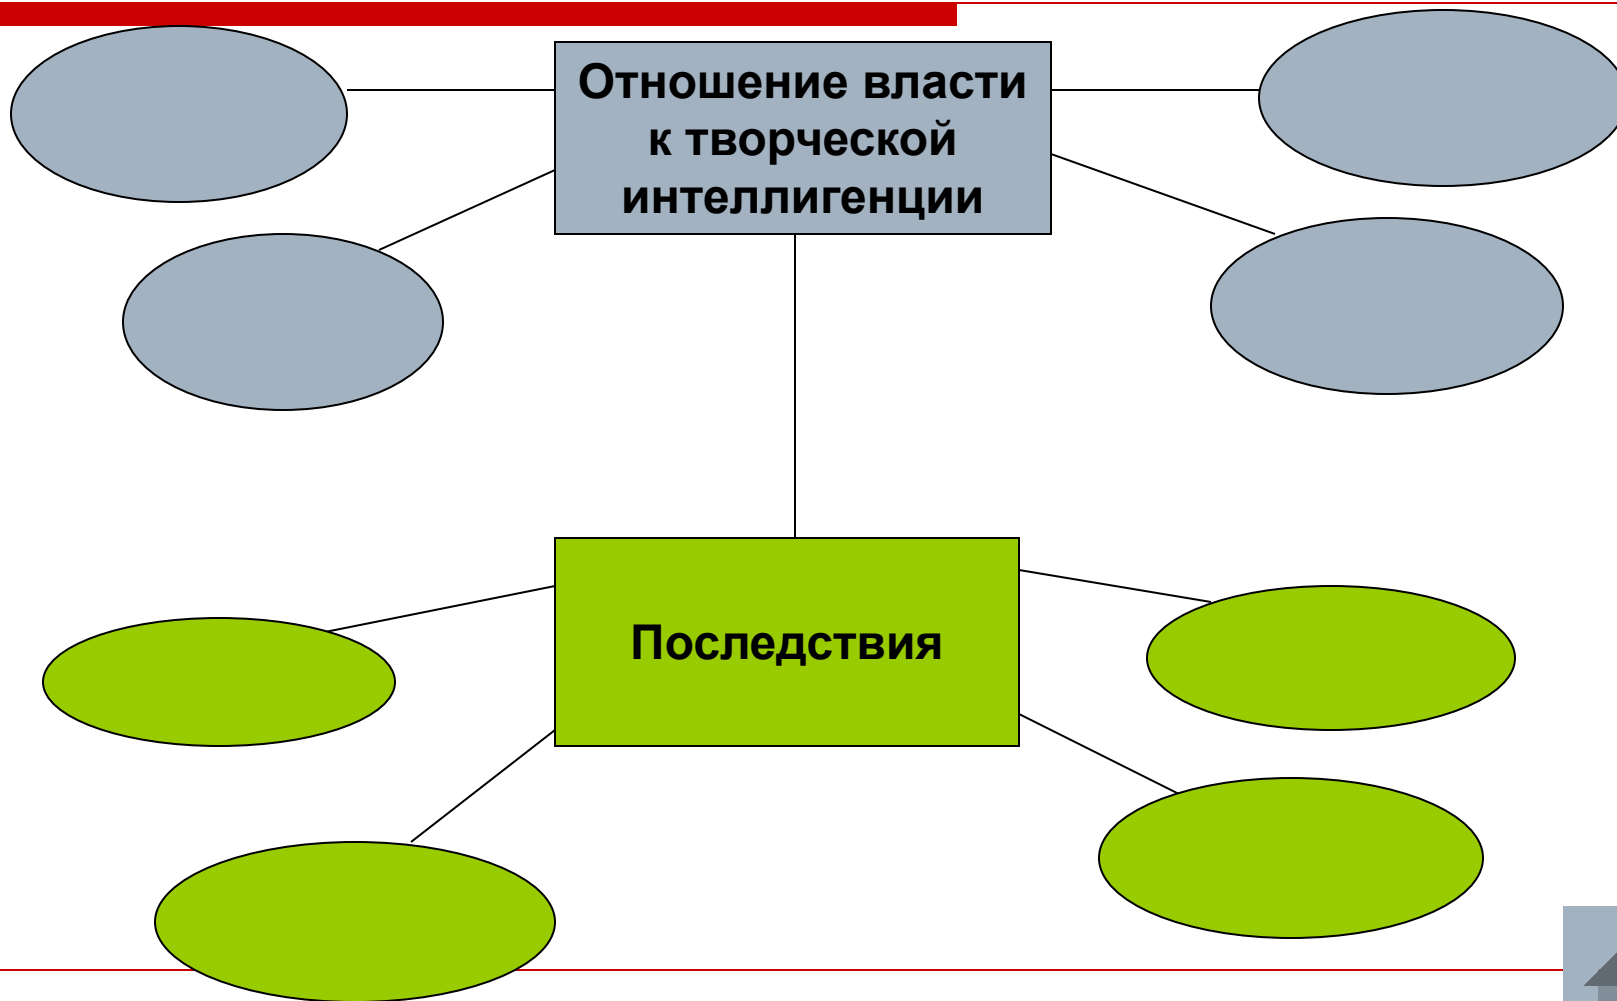 Отношение власти
к творческой
интеллигенции
Последствия